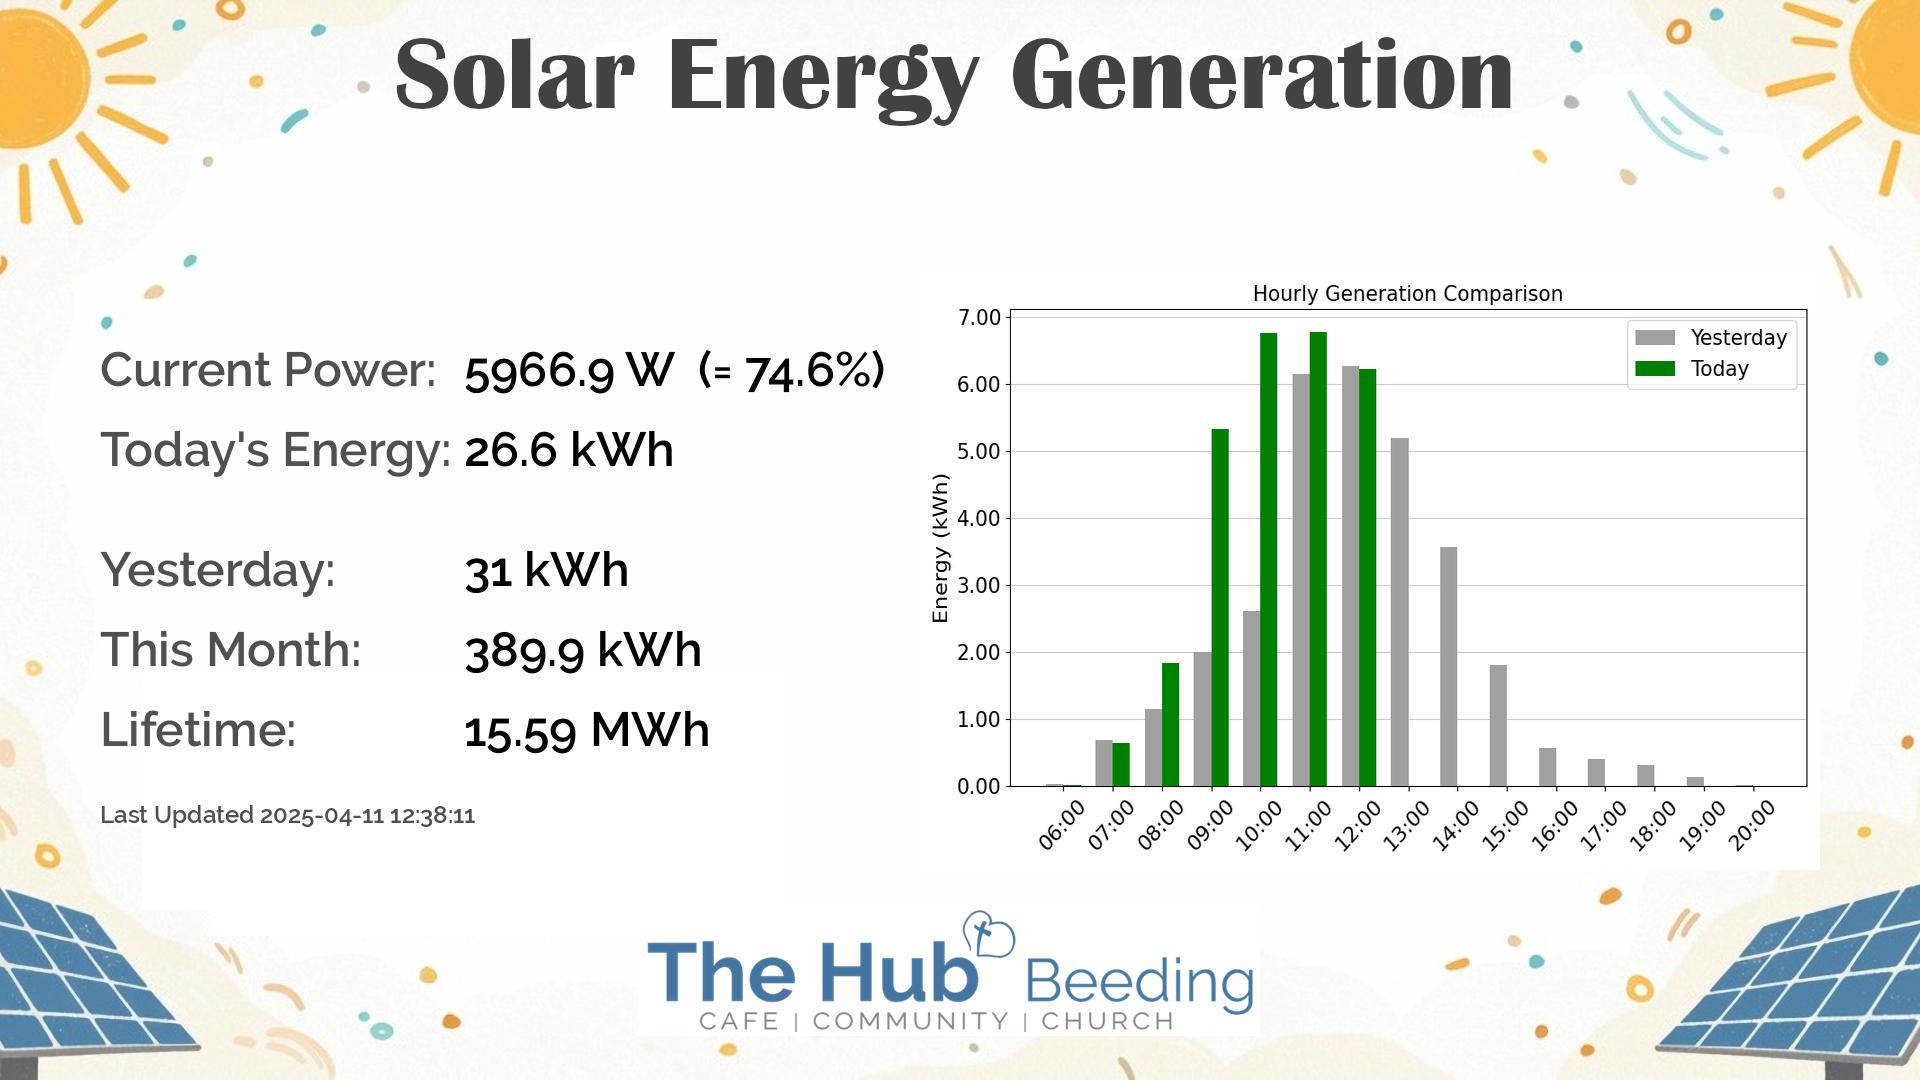 Solar Energy Generation
Current Power: 5966.9 W (= 74.6%)
Today's Energy: 26.6 kWh
Yesterday: 31 kWh
This Month: 389.9 kWh
Lifetime: 15.59 MWh
Last Updated 2025-04-11 12:38:11
Hourly Generation Comparison
Yesterday
Today
Energy (kWh)
7.00
6.00
5.00
4.00
3.00
2.00
1.00
0.00
06:00 07:00 08:00 09:00 10:00 11:00 12:00 13:00 14:00 15:00 16:00 17:00 18:00 19:00 20:00
The Hub Beeding
CAFE | COMMUNITY | CHURCH